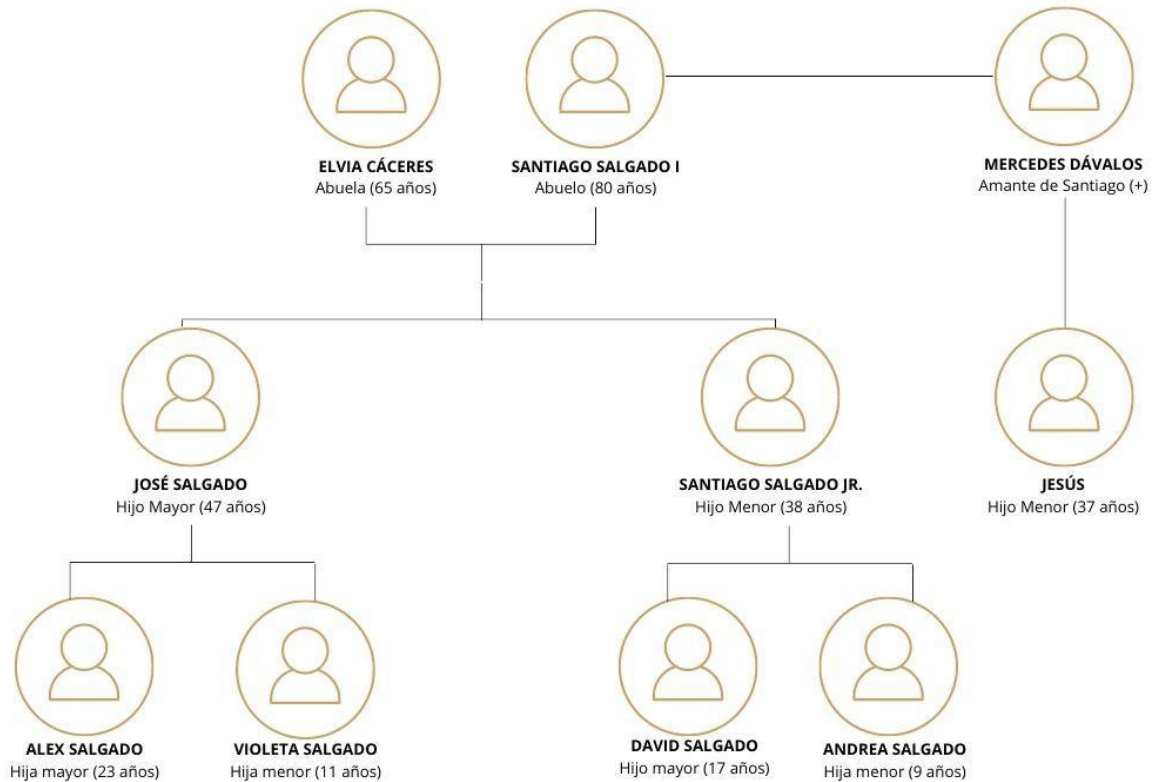 ELVIA CÁCERES
Abuela (65 años)
SANTIAGO SALGADO I
Abuelo (80 años)
MERCEDES DÁVALOS
Amante de Santiago (+)
JOSÉ SALGADO
Hijo Mayor (47 años)
SANTIAGO SALGADO JR.
Hijo Menor (38 años)
JESÚS
Hijo Menor (37 años)
ALEX SALGADO
Hija mayor (23 años)
VIOLETA SALGADO
Hija menor (11 años)
DAVID SALGADO
Hijo mayor (17 años)
ANDREA SALGADO
Hija menor (9 años)